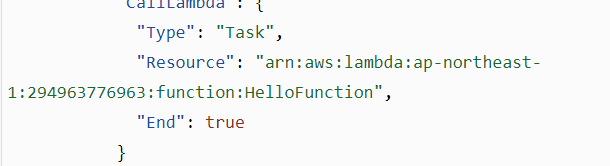 CallLambda": {
"Type": "Task",
"Resource": "arn:aws:lambda:ap-northeast-
1:294963776963:function:HelloFunction",
"End": true
}